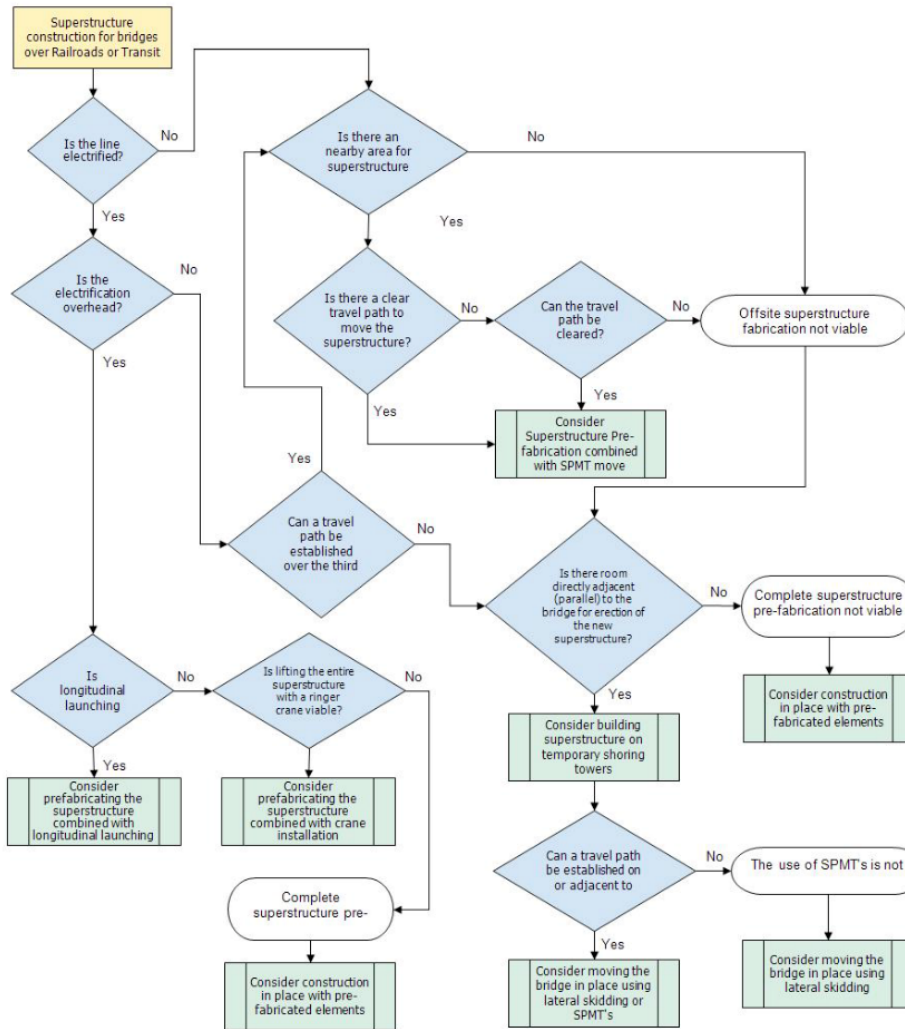 Superstructure
construction for bridges
over Railroads or Transit
Is the line
electrified?
No
Yes
Is there an
nearby area for
superstructure
No
Yes
Is the
electrification
overhead?
No
Yes
Is there a clear
travel path to
move the
superstructure?
No
Yes
Can the travel
path be
cleared?
No
Yes
Offsite superstructure
fabrication not viable
Consider
Superstructure Pre-
fabrication combined
with SPMT move
Can a travel
path be
established
over the third
Yes
No
Is there room
directly adjacent
(parallel) to the
bridge for erection of
the new
superstructure?
No
Yes
Complete superstructure
pre-fabrication not viable
Consider construction
in place with pre-
fabricated elements
Is
longitudinal
launching
No
Yes
Is lifting the entire
superstructure
with a ringer
crane viable?
No
Consider
prefabricating the
superstructure
combined with
longitudinal launching
Consider
prefabricating the
superstructure
combined with crane
installation
Consider building
superstructure on
temporary shoring
towers
Can a travel path
be established on
or adjacent to
No
Yes
The use of SPMT's is not
Complete
superstructure pre-
Consider construction
in place with pre-
fabricated elements
Consider moving the
bridge in place using
lateral skidding or
SPMT's
Consider moving the
bridge in place using
lateral skidding